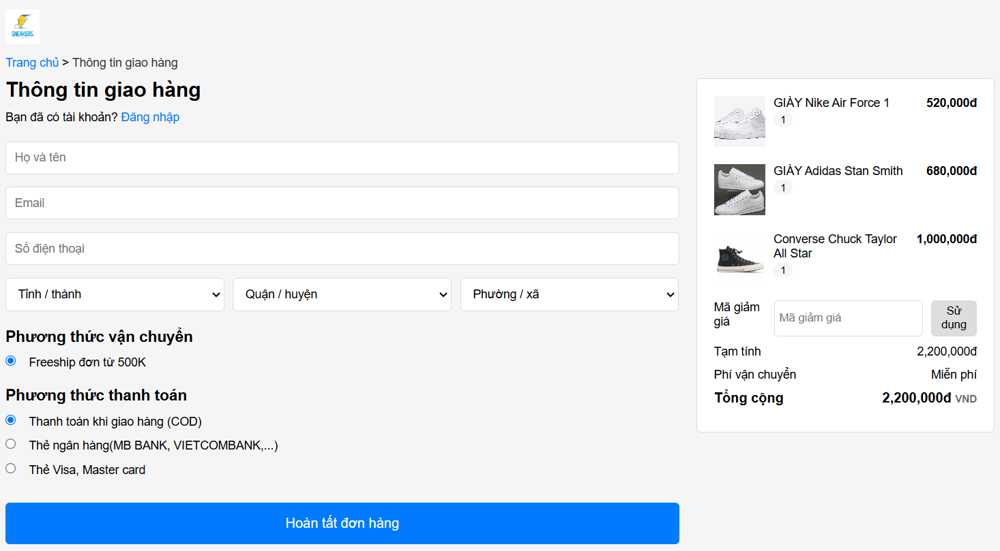 SNEAKERS
Trang chủ > Thông tin giao hàng
Thông tin giao hàng
Bạn đã có tài khoản? Đăng nhập
Họ và tên
Email
Số điện thoại
Tỉnh / thành
Quận / huyện
Phường / xã
Phương thức vận chuyển
Freeship đơn từ 500K
Phương thức thanh toán
Thanh toán khi giao hàng (COD)
Thẻ ngân hàng(MB BANK, VIETCOMBANK,...)
Thẻ Visa, Master card
Hoàn tất đơn hàng
GIÀY Nike Air Force 1 520,000đ
1
GIÀY Adidas Stan Smith 680,000đ
1
Converse Chuck Taylor 1,000,000đ
All Star
1
Mã giảm
giá
Mã giảm giá
Sử
dụng
Tạm tính 2,200,000đ
Phí vận chuyển Miễn phí
Tổng cộng 2,200,000đ VND